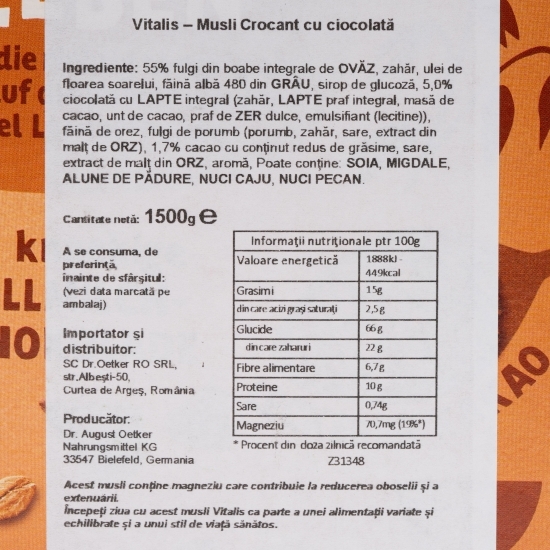 Vitalis – Musli Crocant cu ciocolată
Ingrediente: 55% fulgi din boabe integrale de OVĂZ, zahăr, ulei de
floarea soarelui, făină albă 480 din GRÂU, sirop de glucoză, 5,0%
ciocolată cu LAPTE integral (zahăr, LAPTE praf integral, masă de
cacao, unt de cacao, praf de ZER dulce, emulsifiant (lecitine)),
făină de orez, fulgi de porumb (porumb, zahăr, sare, extract din
malț de ORZ), 1,7% cacao cu conținut redus de grăsime, sare,
extract de malț din ORZ, aromă, Poate conține: SOIA, MIGDALE,
ALUNE DE PĂDURE, NUCI CAJU, NUCI PECAN.
Cantitate netă: 1500g ℮
A se consuma, de
preferință,
înainte de sfârșitul:
(vezi data marcată pe
ambalaj)
Importator și
distribuitor:
SC Dr.Oetker RO SRL,
str.Albești-50,
Curtea de Argeș, România
Producător:
Dr. August Oetker
Nahrungsmittel KG
33547 Bielefeld, Germania
Informații nutriționale ptr 100g
Valoare energetică 1888kJ-
449kcal
Grasimi 15g
din care acizi grași saturați 2,5g
Glucide 66g
din care zaharuri 22g
Fibre alimentare 6,7g
Proteine 10g
Sare 0,74g
Magneziu 70,7mg (19%*)
* Procent din doza zilnică recomandată
Z31348
Acest musli conține magneziu care contribuie la reducerea oboselii și a
extenuării.
Începeți ziua cu acest musli Vitalis ca parte a unei alimentații variate și
echilibrate și a unui stil de viață sănătos.